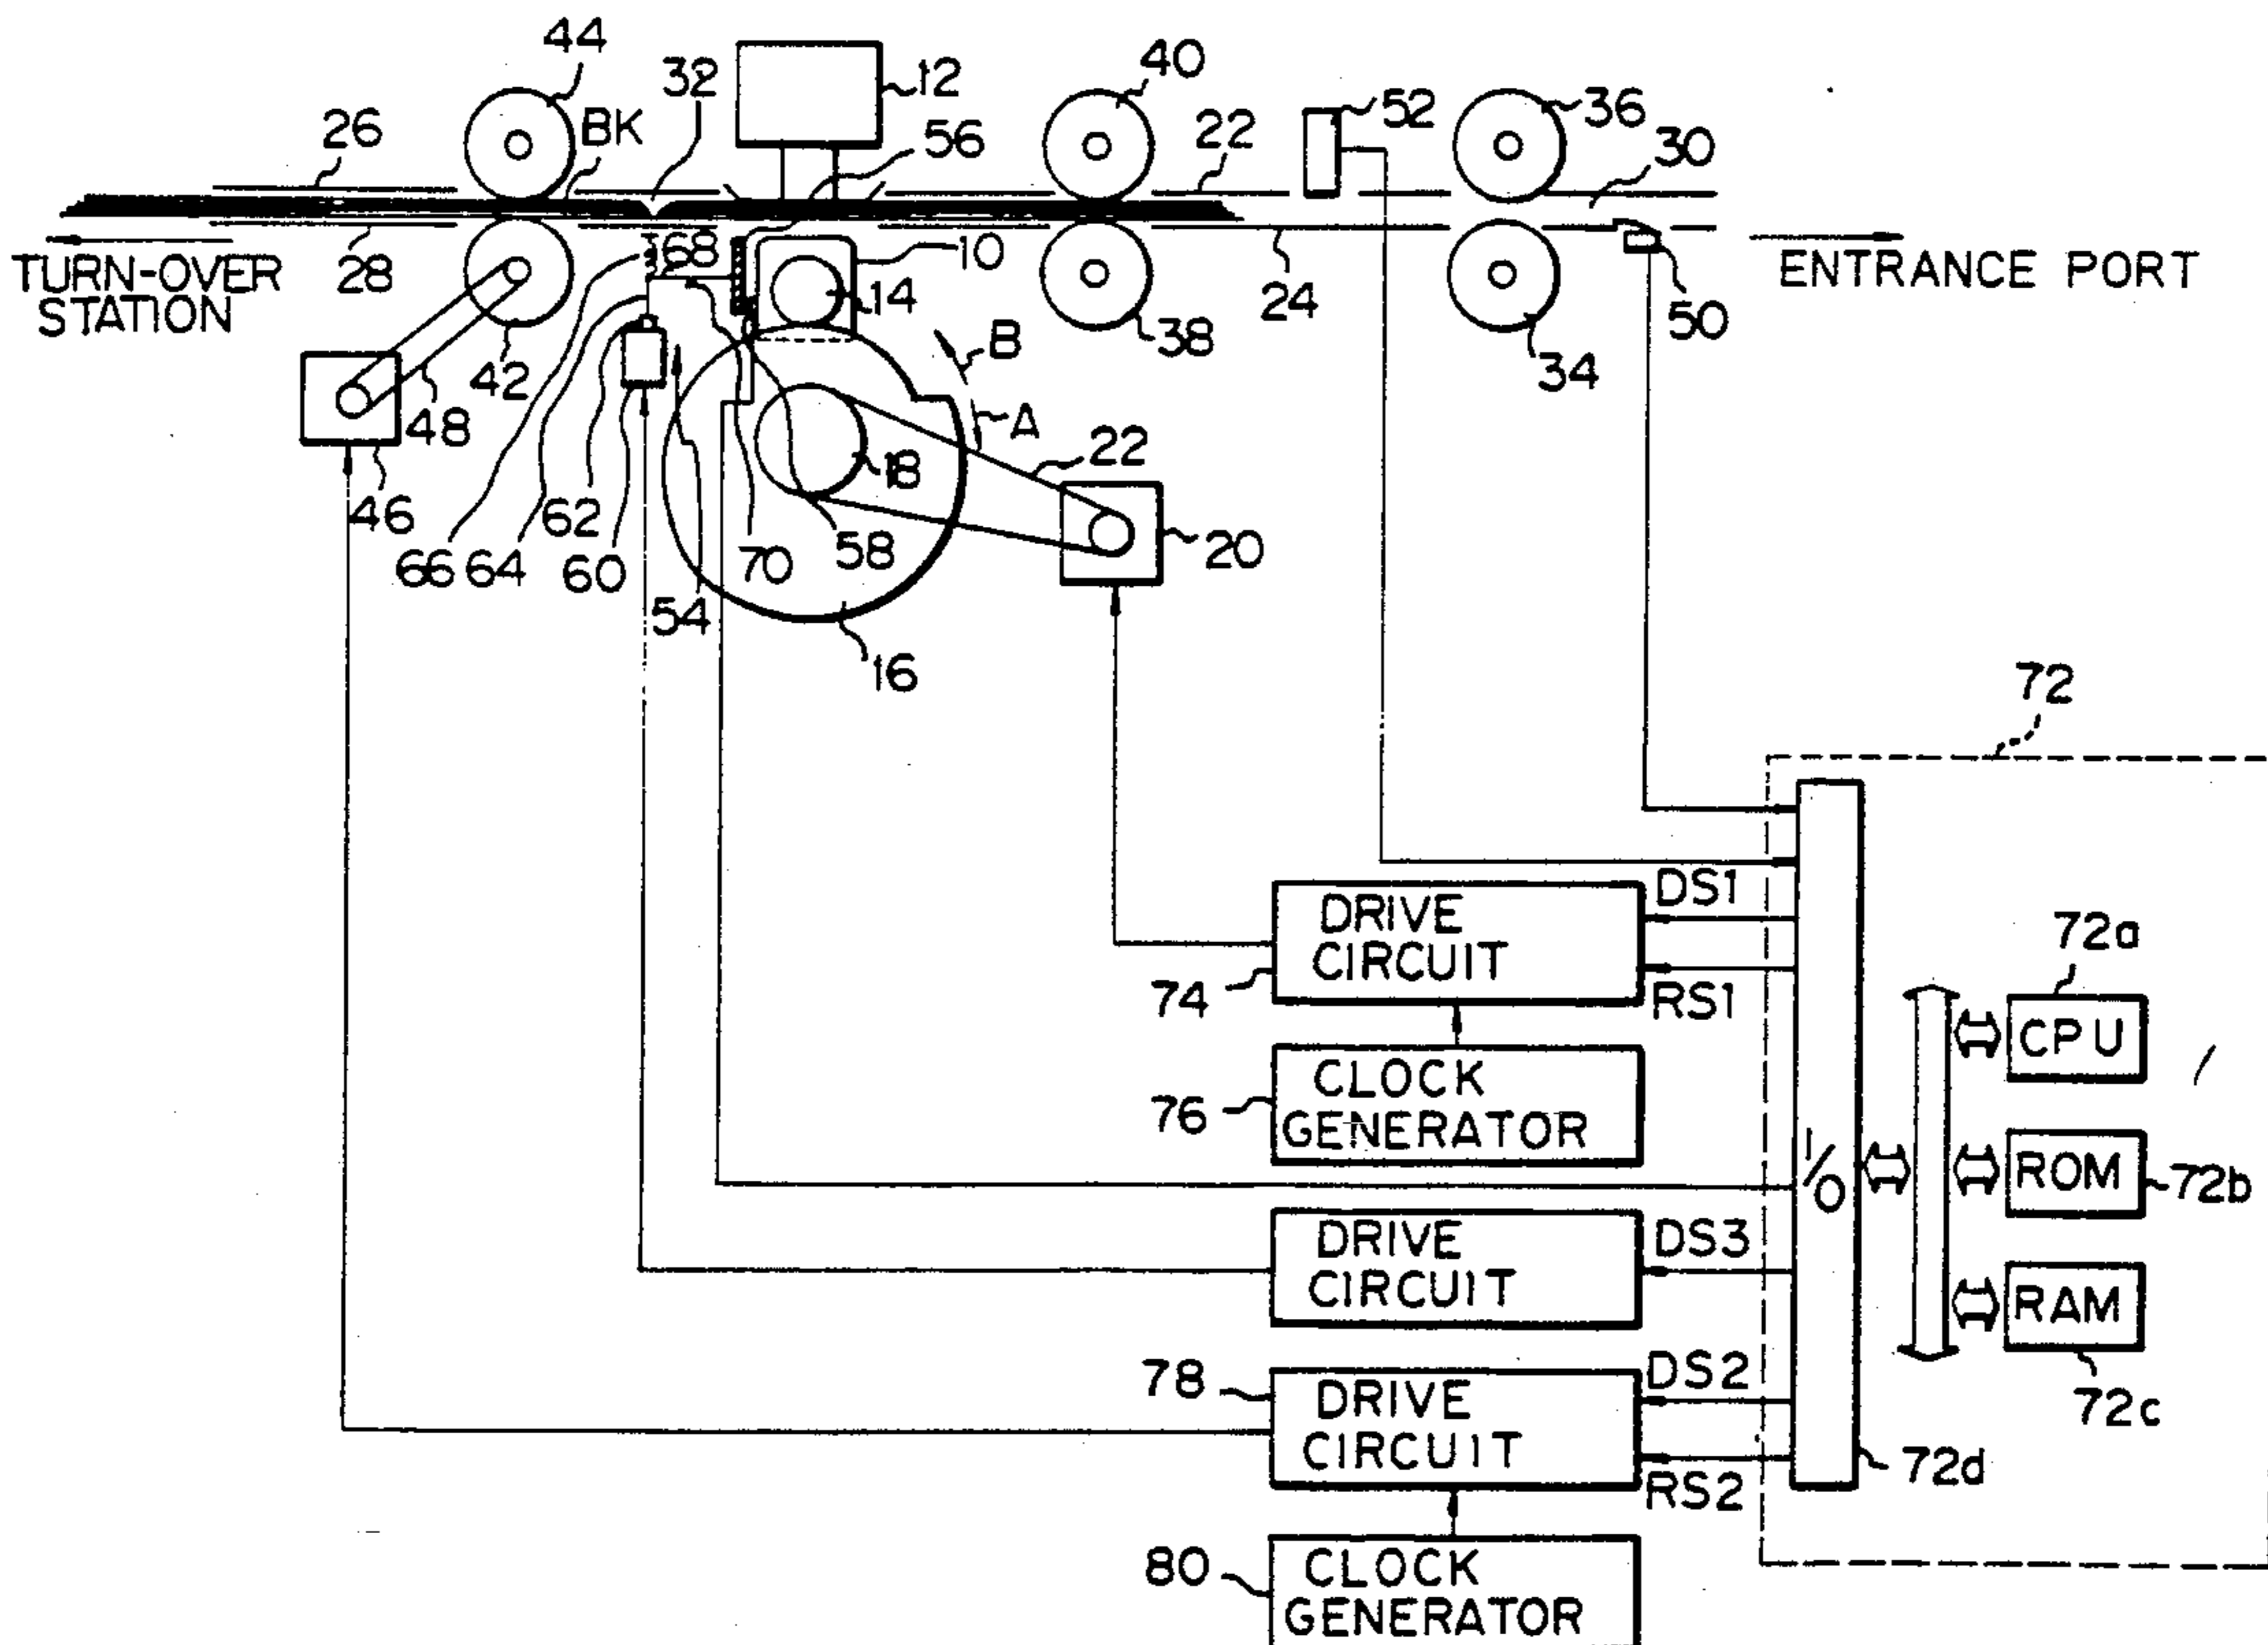 44
32
12
40
52
36
26
BK
56
22
30
28
68
10
14
24
50
TURN-OVER
STATION
ENTRANCE PORT
42
48
38
34
B
A
46
18
22
62
66
64
60
70
58
20
54
16
72
DS1
DRIVE
CIRCUIT
74
RS1
72a
CPU
CLOCK
GENERATOR
76
I/O
ROM
72b
DRIVE
CIRCUIT
DS3
RAM
72c
78
DRIVE
CIRCUIT
DS2
RS2
72d
80
CLOCK
GENERATOR